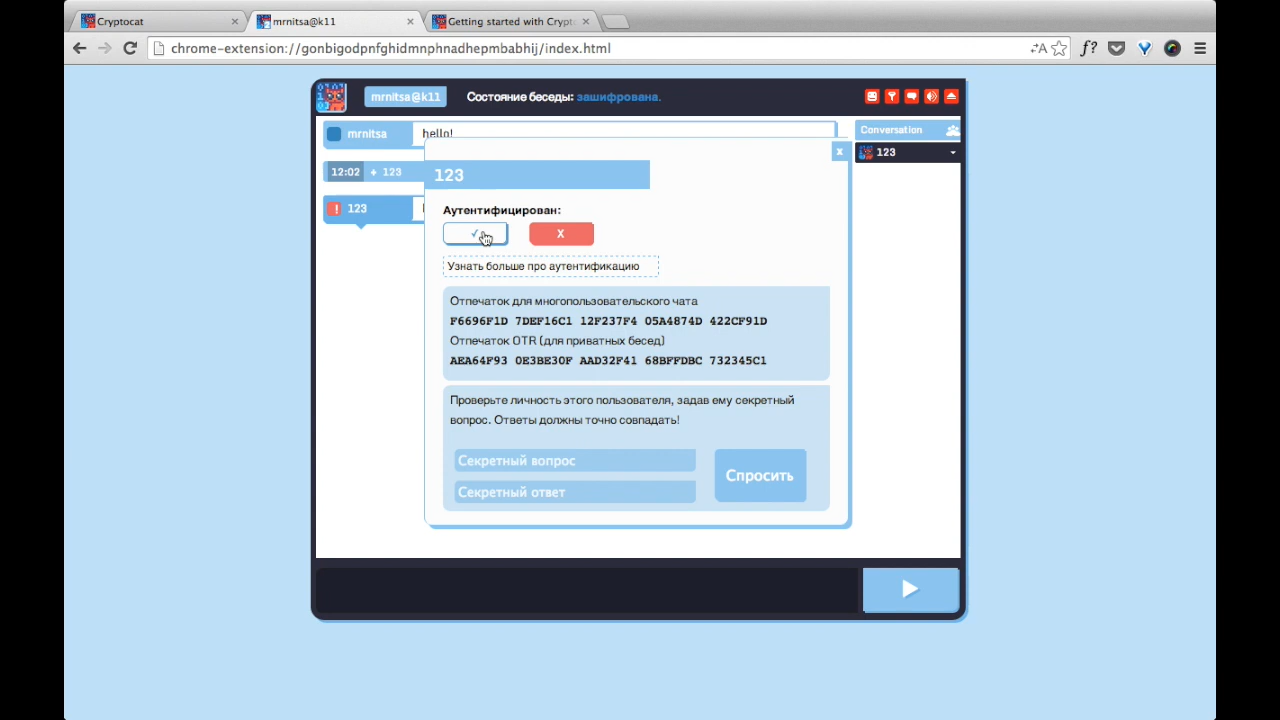 Cryptocat
mrnitsa@k11
Getting started with Crypto
chrome-extension://gonbigodpnfghidmnphnadhepmbabhij/index.html
f?
mrnitsa@k11
Состояние беседы: зашифрована.
mrnitsa
hello!
12:02 + 123
123
Conversation
123
x
123
Аутентифицирован:
✓
X
Узнать больше про аутентификацию
Отпечаток для многопользовательского чата
F6696F1D 7DEF16C1 12F237F4 05A4874D 422CF91D
Отпечаток OTR (для приватных бесед)
AEA64F93 0E3BE30F AAD32F41 68BFFDBC 732345C1
Проверьте личность этого пользователя, задав ему секретный
вопрос. Ответы должны точно совпадать!
Секретный вопрос
Секретный ответ
Спросить